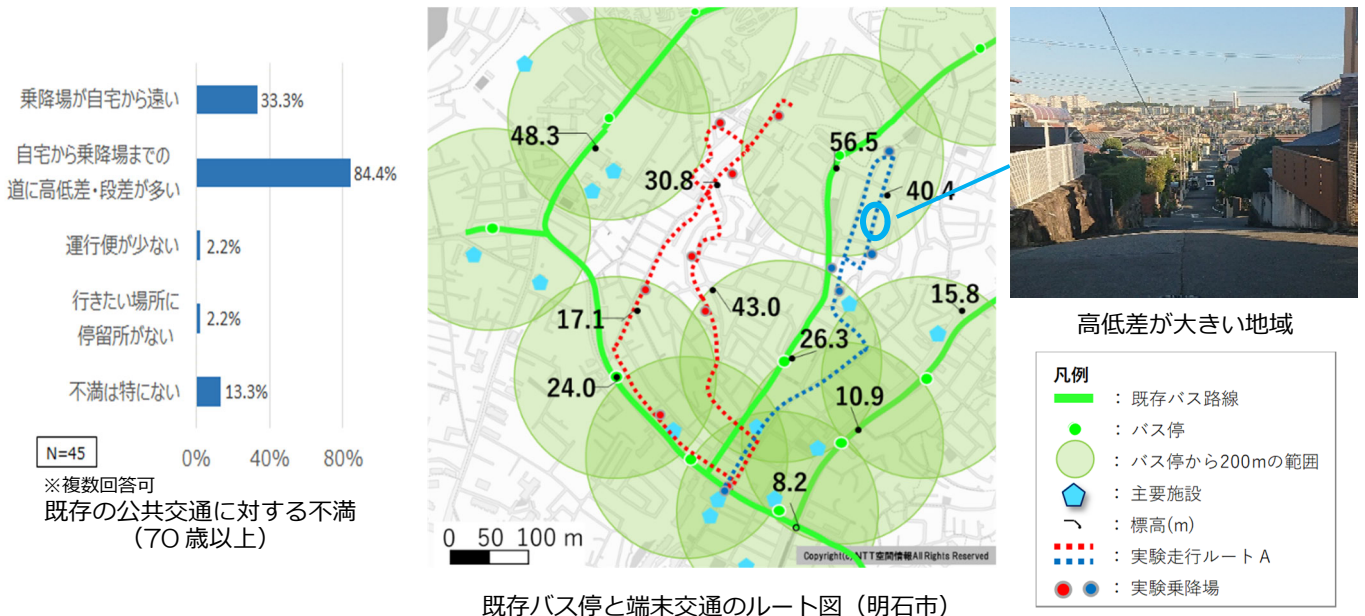 乗降場が自宅から遠い
33.3%
自宅から乗降場までの
道に高低差・段差が多い
84.4%
運行便が少ない
2.2%
行きたい場所に
停留所がない
2.2%
不満は特にない
13.3%
N=45
0%
40%
80%
※複数回答可
既存の公共交通に対する不満
（70 歳以上）
48.3
56.5
30.8
40.4
17.1
43.0
15.8
26.3
24.0
10.9
8.2
0 50 100 m
Copyright(c) NTT空間情報All Rights Reserved
既存バス停と端末交通のルート図（明石市）
高低差が大きい地域
凡例
：既存バス路線
：バス停
：バス停から200mの範囲
：主要施設
：標高(m)
：実験走行ルートA
：実験乗降場